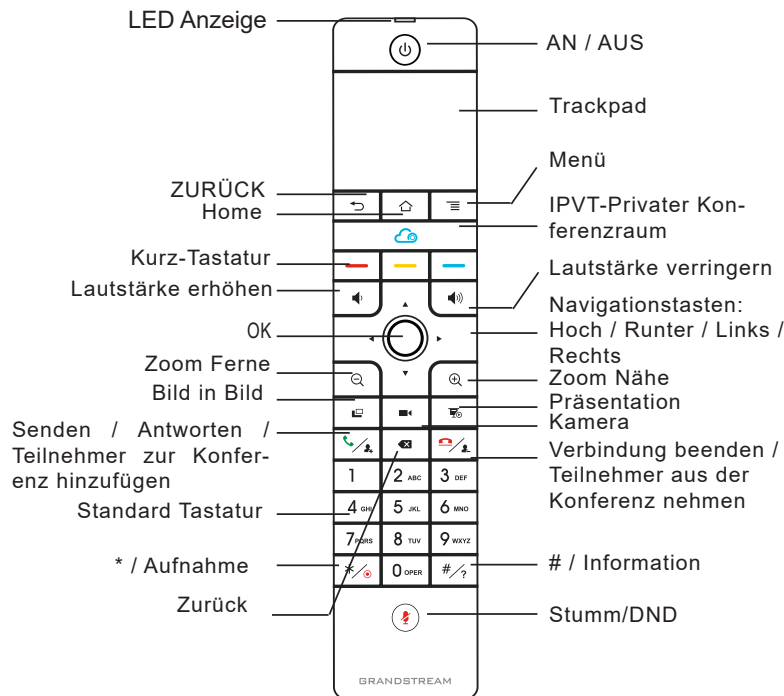 LED Anzeige
AN / AUS
Trackpad
Menü
ZURÜCK
Home
IPVT-Privater Kon-
ferenzraum
Kurz-Tastatur
Lautstärke verringern
Lautstärke erhöhen
Navigationstasten:
Hoch / Runter / Links /
Rechts
OK
Zoom Ferne
Zoom Nähe
Bild in Bild
Präsentation
Kamera
Senden / Antworten /
Teilnehmer zur Konfer-
enz hinzufügen
Verbindung beenden /
Teilnehmer aus der
Konferenz nehmen
1 2 ABC 3 DEF
Standard Tastatur
4 GHI 5 JKL 6 MNO
7 PQRS 8 TUV 9 WXYZ
* / Aufnahme
* / 0 OPER # / ?
# / Information
Zurück
Stumm/DND
GRANDSTREAM